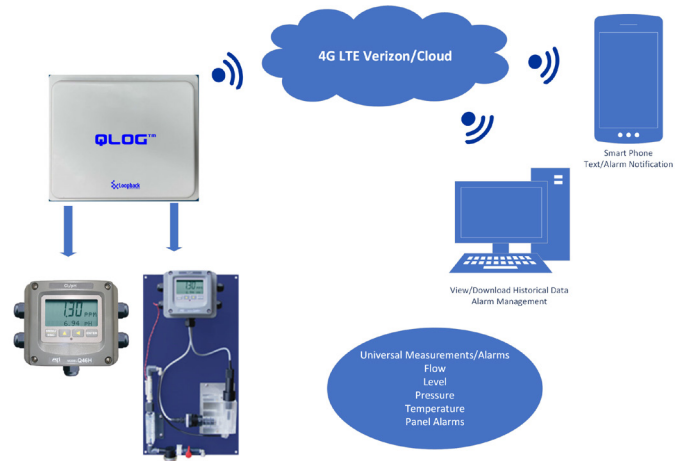 4G LTE Verizon/Cloud
QLOG™
Loopback
Smart Phone
Text/Alarm Notification
View/Download Historical Data
Alarm Management
1.30 PPM
6.94 pH
Q46H
1.30
Universal Measurements/Alarms
Flow
Level
Pressure
Temperature
Panel Alarms